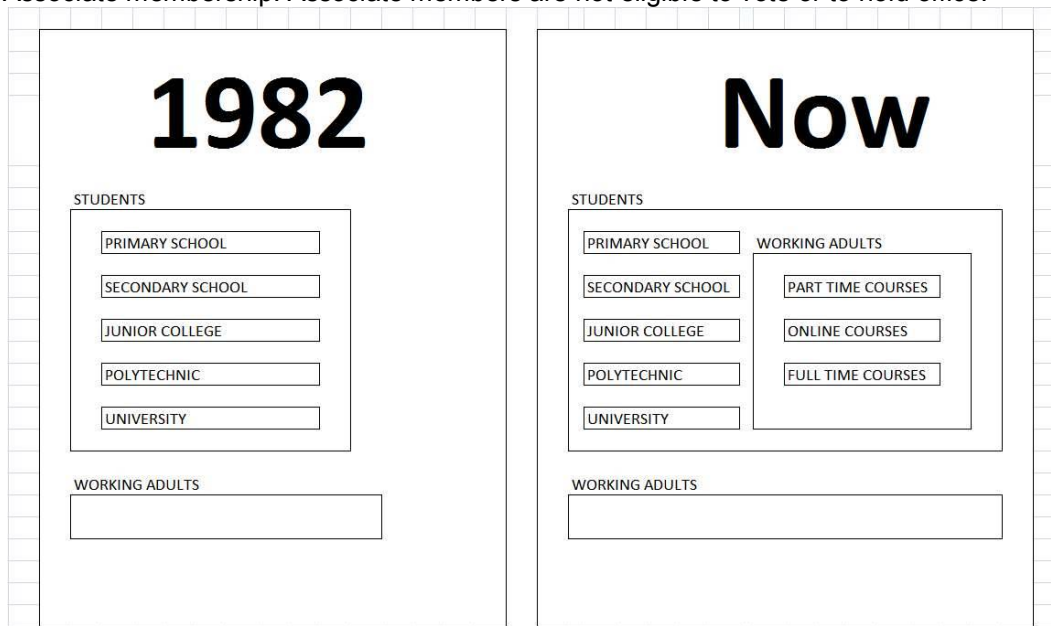 Associate Membership. Associate members are not eligible to vote or to hold office.
1982
STUDENTS
PRIMARY SCHOOL
SECONDARY SCHOOL
JUNIOR COLLEGE
POLYTECHNIC
UNIVERSITY
WORKING ADULTS
Now
STUDENTS
PRIMARY SCHOOL
SECONDARY SCHOOL
JUNIOR COLLEGE
POLYTECHNIC
UNIVERSITY
WORKING ADULTS
PART TIME COURSES
ONLINE COURSES
FULL TIME COURSES
WORKING ADULTS